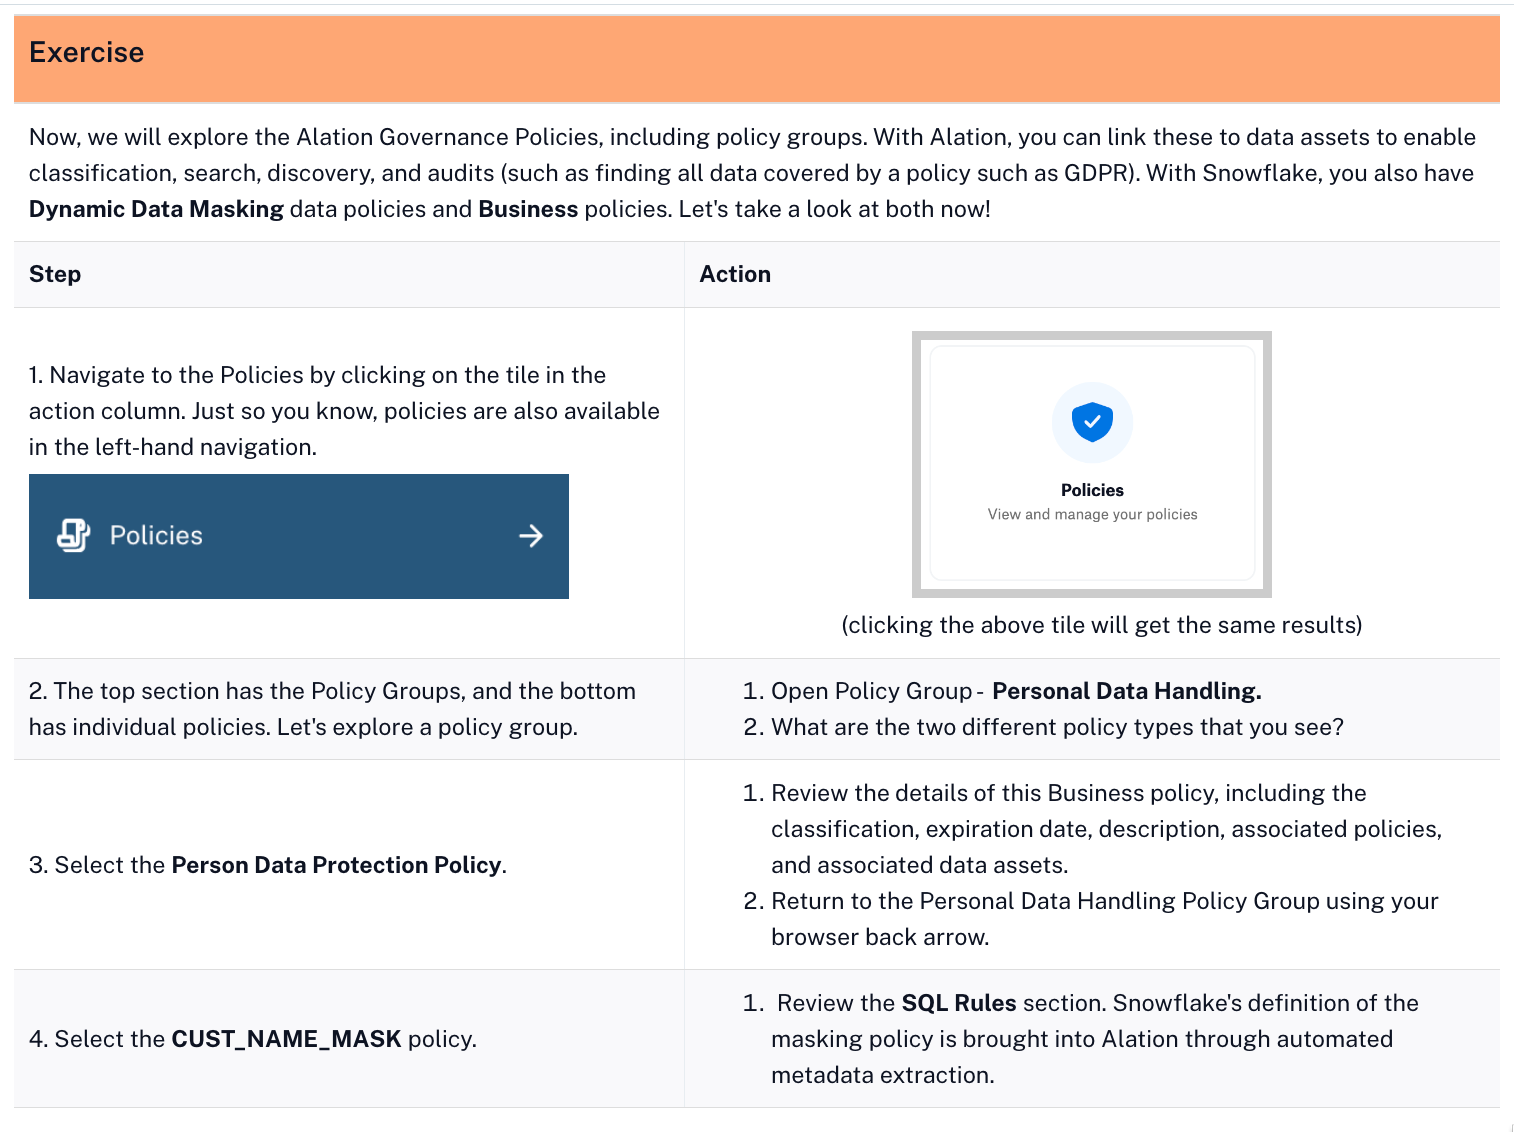 Exercise
Now, we will explore the Alation Governance Policies, including policy groups. With Alation, you can link these to data assets to enable
classification, search, discovery, and audits (such as finding all data covered by a policy such as GDPR). With Snowflake, you also have
Dynamic Data Masking data policies and Business policies. Let's take a look at both now!
Step
Action
1. Navigate to the Policies by clicking on the tile in the
action column. Just so you know, policies are also available
in the left-hand navigation.
Policies
Policies
View and manage your policies
(clicking the above tile will get the same results)
2. The top section has the Policy Groups, and the bottom
has individual policies. Let's explore a policy group.
1. Open Policy Group - Personal Data Handling.
2. What are the two different policy types that you see?
3. Select the Person Data Protection Policy.
1. Review the details of this Business policy, including the
classification, expiration date, description, associated policies,
and associated data assets.
2. Return to the Personal Data Handling Policy Group using your
browser back arrow.
4. Select the CUST_NAME_MASK policy.
1. Review the SQL Rules section. Snowflake's definition of the
masking policy is brought into Alation through automated
metadata extraction.